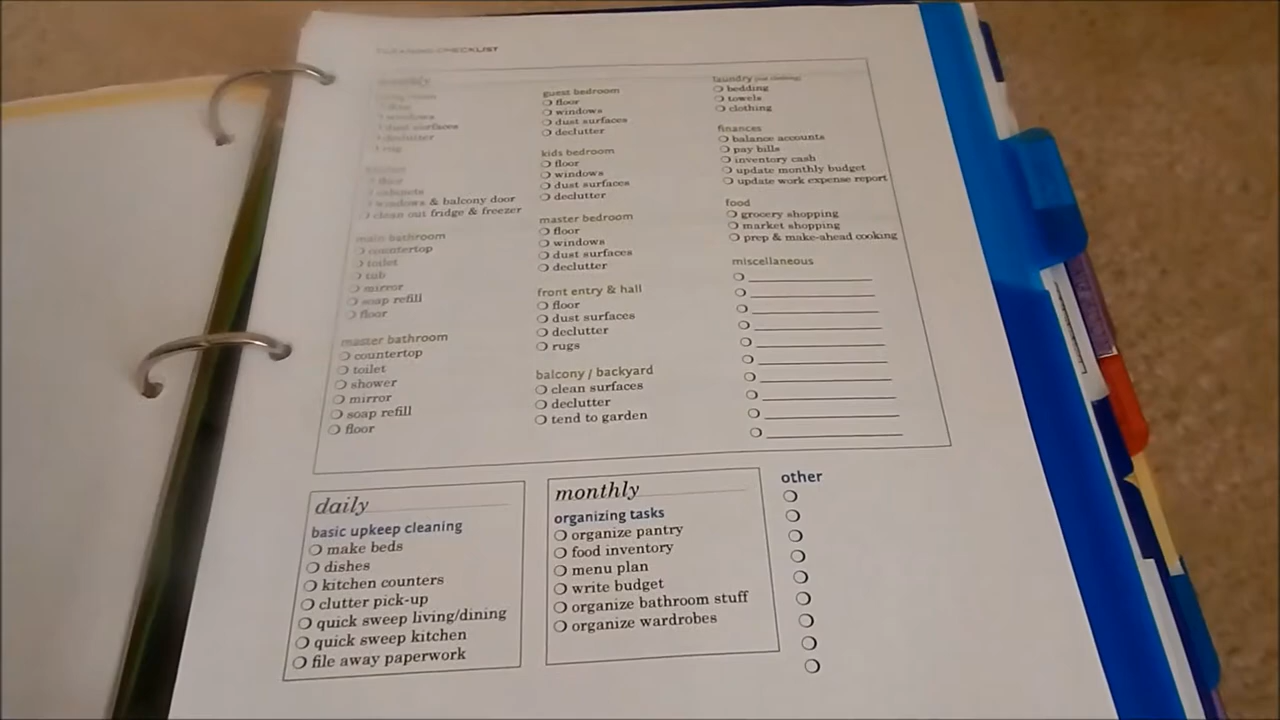 CHECKLIST
dust surfaces
declutter
rug
windows & balcony door
clean out fridge & freezer
main bathroom
countertop
toilet
tub
mirror
soap refill
floor
master bathroom
countertop
toilet
shower
mirror
soap refill
floor
guest bedroom
floor
windows
dust surfaces
declutter
kids bedroom
floor
windows
dust surfaces
declutter
master bedroom
floor
windows
dust surfaces
declutter
front entry & hall
floor
dust surfaces
declutter
rugs
balcony / backyard
clean surfaces
declutter
tend to garden
laundry
bedding
towels
clothing
finances
balance accounts
pay bills
inventory cash
update monthly budget
update work expense report
food
grocery shopping
market shopping
prep & make-ahead cooking
miscellaneous
daily
basic upkeep cleaning
make beds
dishes
kitchen counters
clutter pick-up
quick sweep living/dining
quick sweep kitchen
file away paperwork
monthly
organizing tasks
organize pantry
food inventory
menu plan
write budget
organize bathroom stuff
organize wardrobes
other